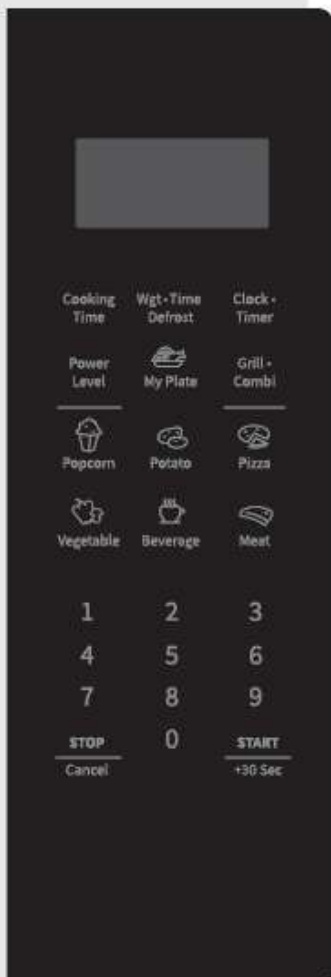 Cooking Time
Wgt·Time Defrost
Clock· Timer
Power Level
My Plate
Grill· Combi
Popcorn
Potato
Pizza
Vegetable
Beverage
Meat
1 2 3
4 5 6
7 8 9
STOP 0 START
Cancel +30 Sec